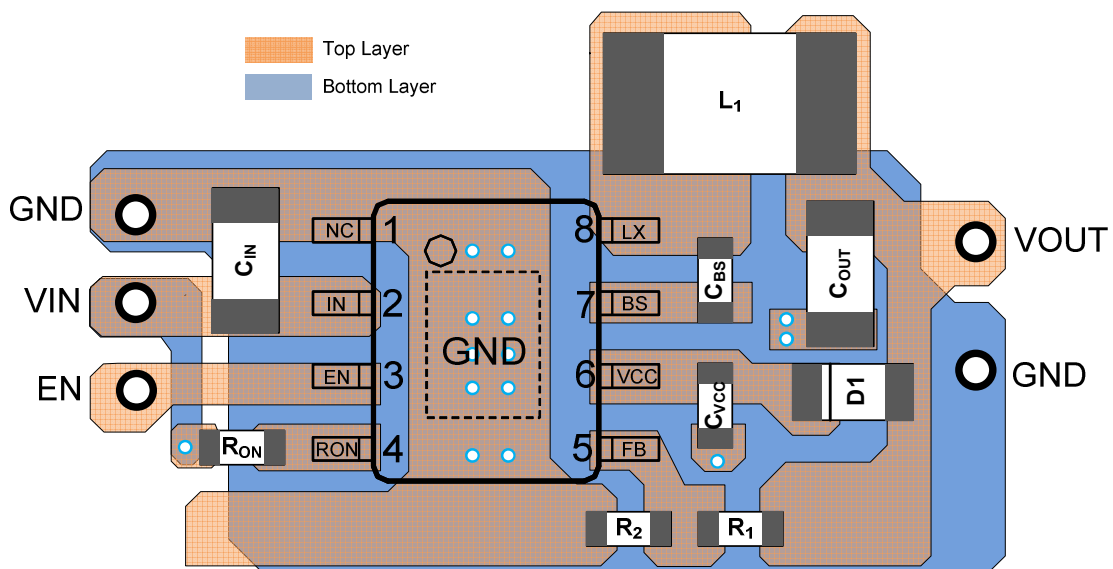 Top Layer
Bottom Layer
L1
GND
VIN
EN
CIN
RON
NC
IN
EN
RON
1
2
3
4
GND
8
7
6
5
LX
BS
VCC
FB
CBS
CVCC
COUT
D1
R2
R1
VOUT
GND